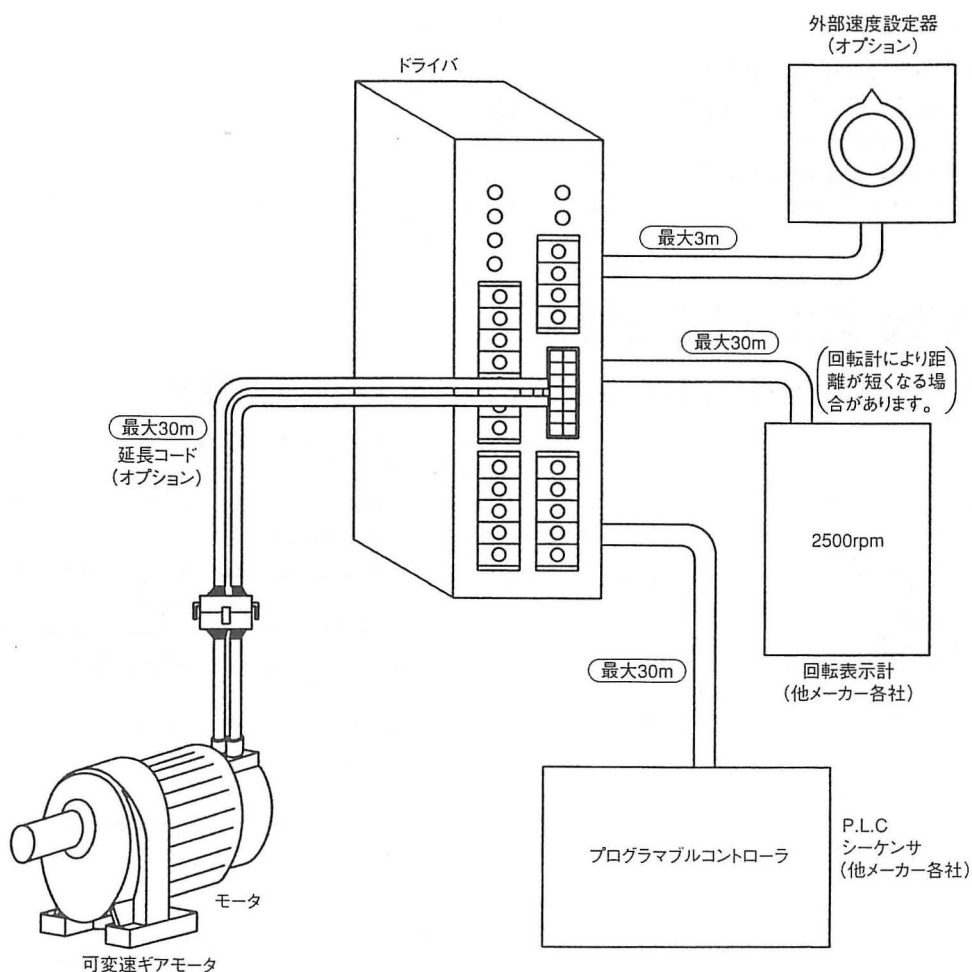 外部速度設定器
(オプション)
ドライバ
最大3m
最大30m
(回転計により距
離が短くなる場
合があります。)
最大30m
延長コード
(オプション)
2500rpm
回転表示計
(他メーカー各社)
最大30m
プログラマブルコントローラ
P.L.C
シーケンサ
(他メーカー各社)
モータ
可変速ギアモータ